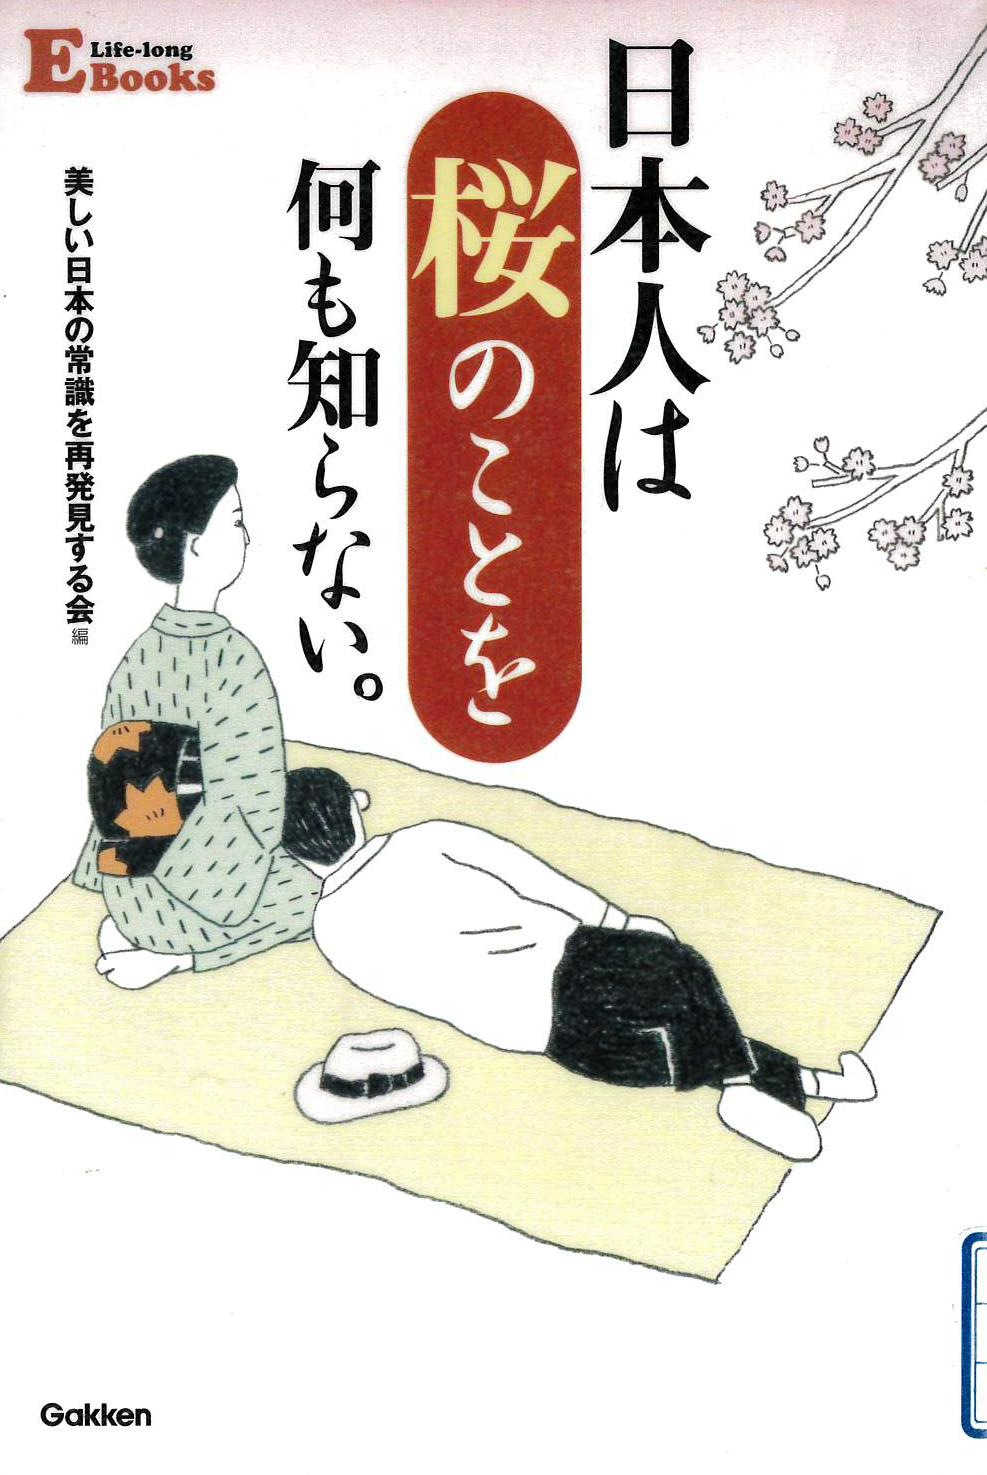 Life-long
E Books
日本人は
桜のことを
何も知らない。
美しい日本の常識を再発見する会 編
Gakken